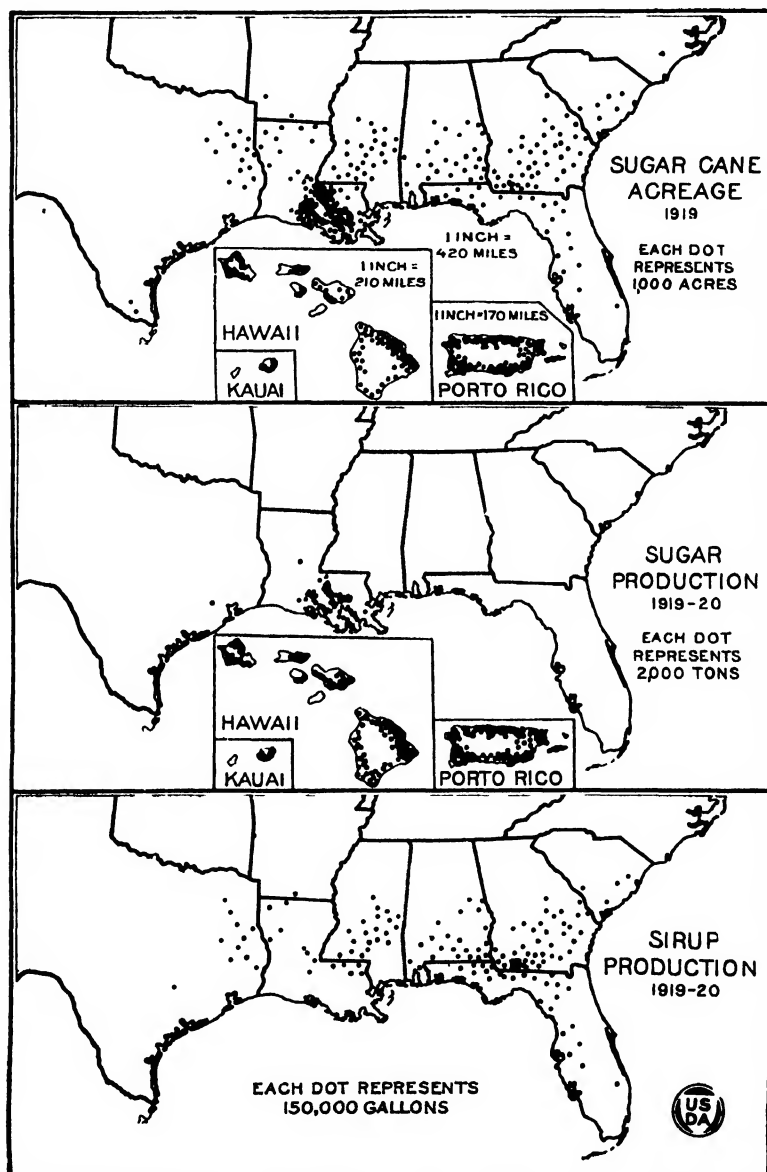 SUGAR CANE
ACREAGE
1919
EACH DOT
REPRESENTS
1,000 ACRES
1 INCH =
420 MILES
1 INCH =
210 MILES
HAWAII
KAUAI
1 INCH=170 MILES
PORTO RICO
SUGAR
PRODUCTION
1919-20
EACH DOT
REPRESENTS
2,000 TONS
HAWAII
KAUAI
PORTO RICO
SIRUP
PRODUCTION
1919-20
EACH DOT REPRESENTS
150,000 GALLONS
US
DA